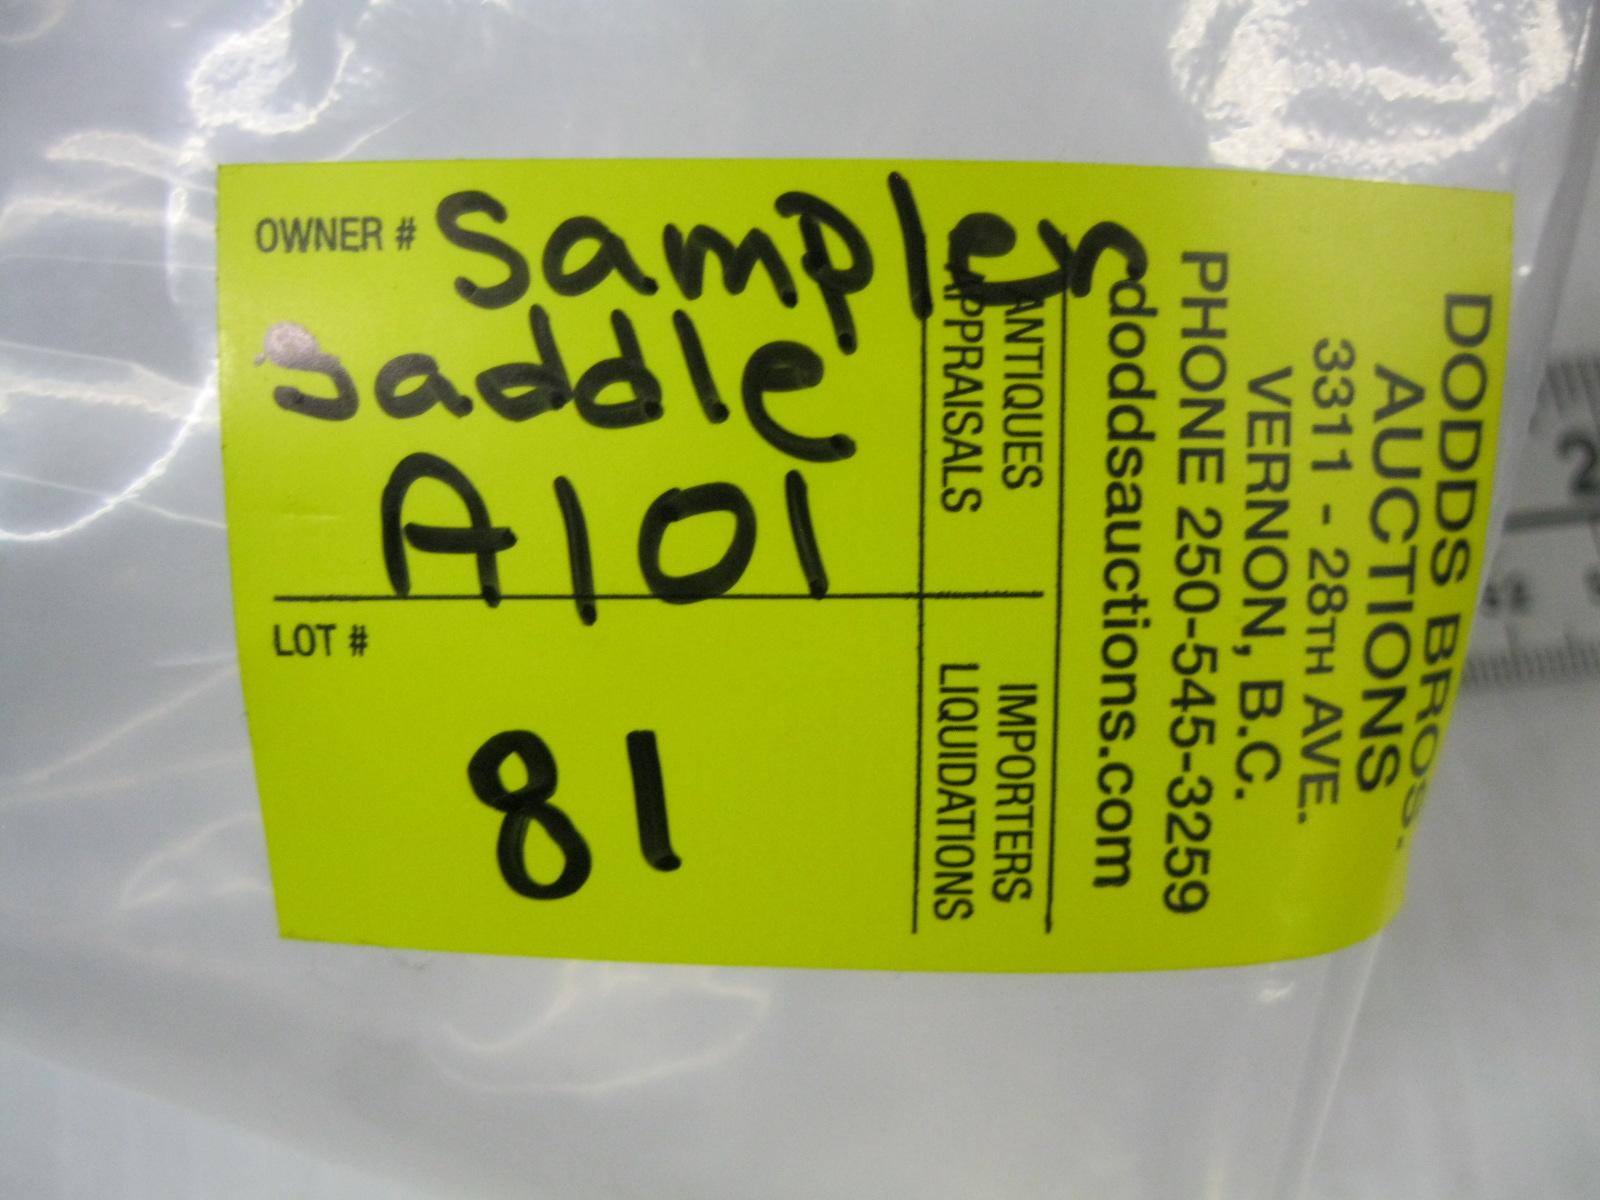 OWNER # Sampler
Saddle
A101
LOT #
81
ANTIQUES
APPRAISALS
IMPORTERS
LIQUIDATIONS
DODDS BROS.
AUCTIONS
3311 - 28TH AVE.
VERNON, B.C.
PHONE 250-545-3259
doddsauctions.com
2